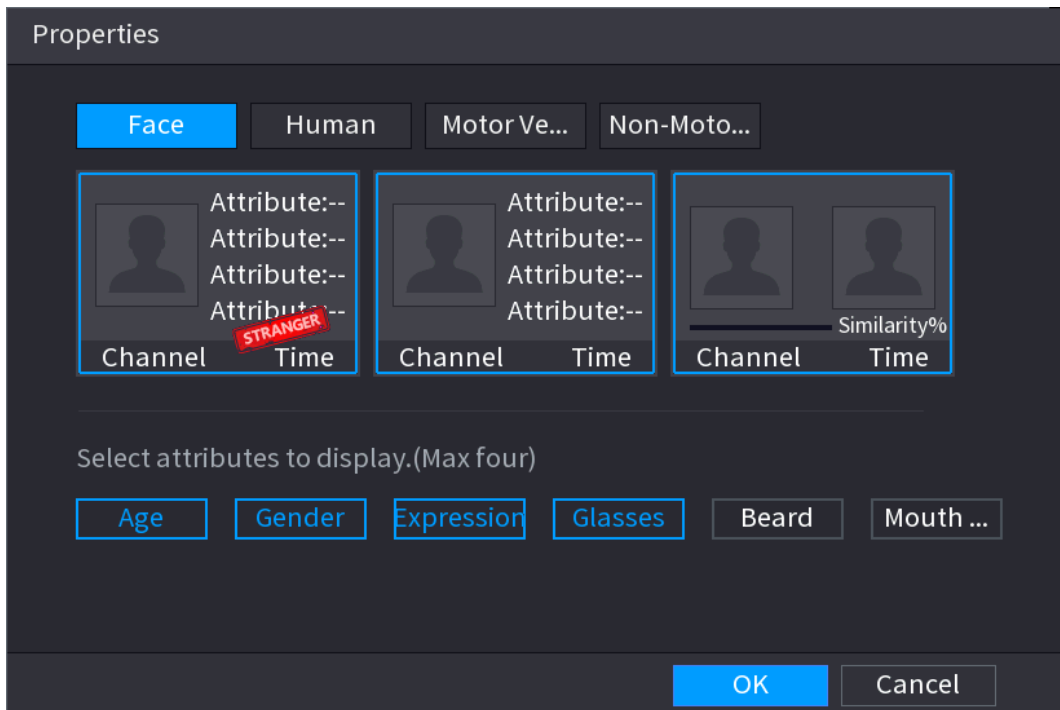 Properties
Face Human Motor Ve... Non-Moto...
Attribute:-- Attribute:--
Attribute:-- Attribute:--
Attribute:-- Attribute:--
Attribute:-- Attribute:--
STRANGER Similarity%
Channel Time Channel Time Channel Time
Select attributes to display.(Max four)
Age Gender Expression Glasses Beard Mouth ...
OK Cancel